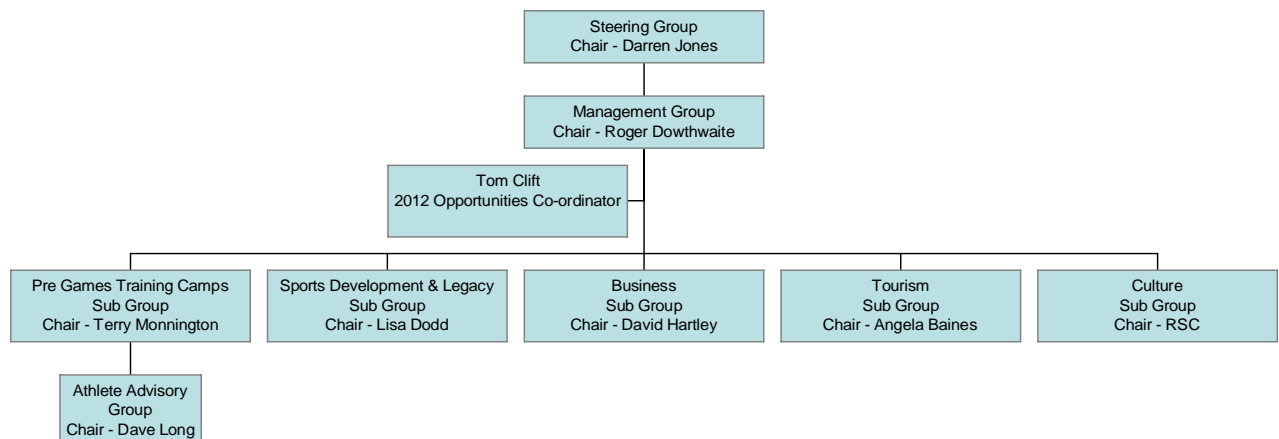 Steering Group
Chair - Darren Jones
Management Group
Chair - Roger Dowthwaite
Tom Clift
2012 Opportunities Co-ordinator
Pre Games Training Camps
Sub Group
Chair - Terry Monnington
Sports Development & Legacy
Sub Group
Chair - Lisa Dodd
Business
Sub Group
Chair - David Hartley
Tourism
Sub Group
Chair - Angela Baines
Culture
Sub Group
Chair - RSC
Athlete Advisory
Group
Chair - Dave Long